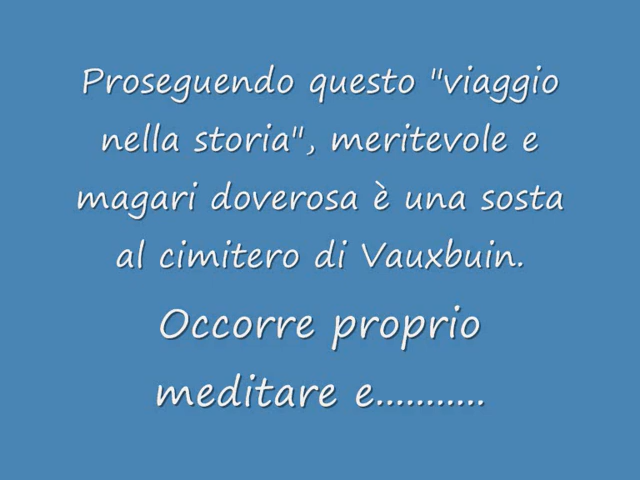 Proseguendo questo "viaggio
nella storia", meritevole e
magari doverosa è una sosta
al cimitero di Vauxbuin.
Occorre proprio
meditare e...........